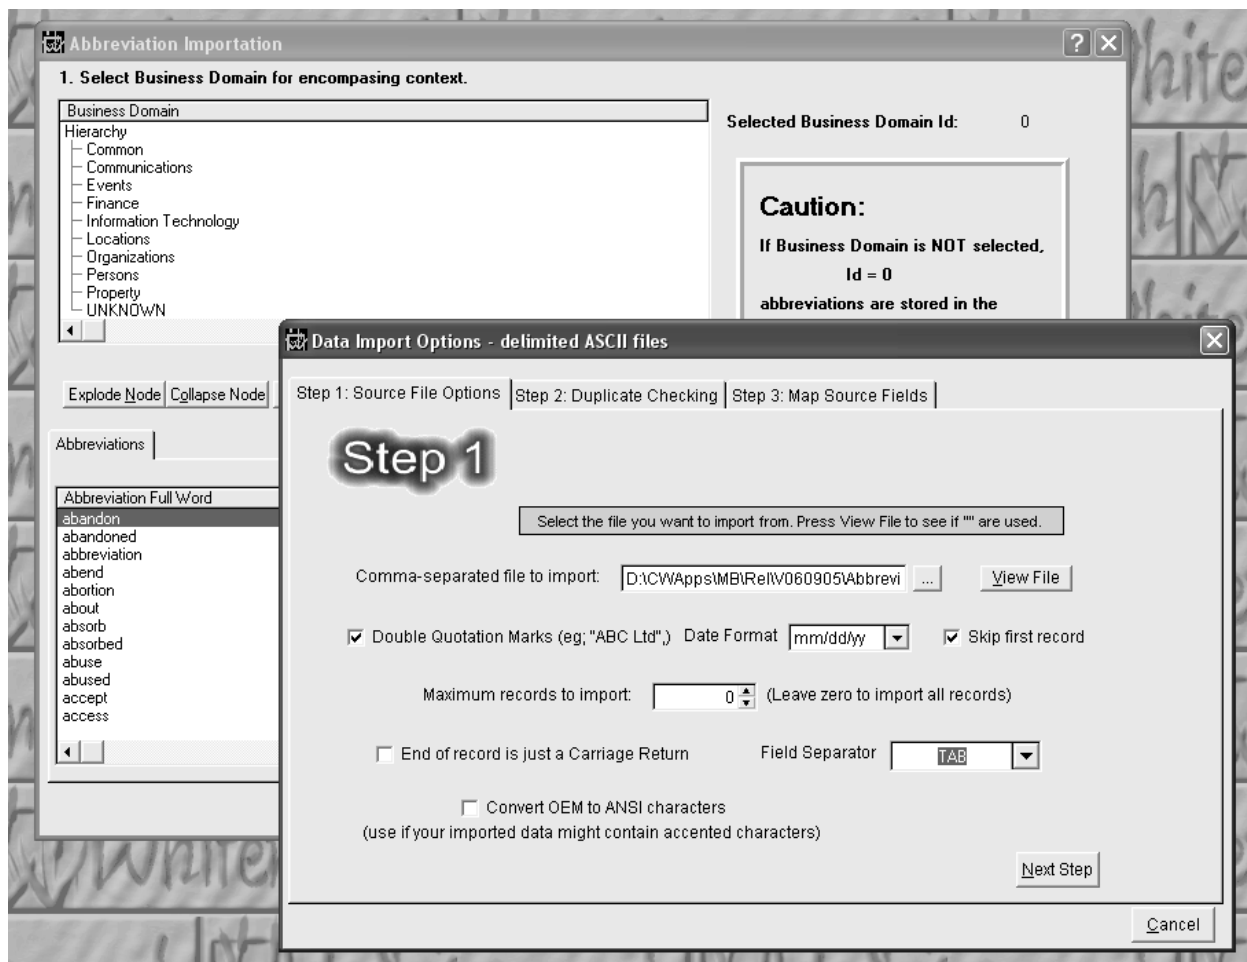 Abbreviation Importation
1. Select Business Domain for encompasing context.
Business Domain
Hierarchy
Common
Communications
Events
Finance
Information Technology
Locations
Organizations
Persons
Property
UNKNOWN
Selected Business Domain Id: 0
Caution:
If Business Domain is NOT selected,
Id = 0
abbreviations are stored in the
Explode Node
Collapse Node
Abbreviations
Abbreviation Full Word
abandon
abandoned
abbreviation
abend
abortion
about
absorb
absorbed
abuse
abused
accept
access
Data Import Options - delimited ASCII files
Step 1: Source File Options
Step 2: Duplicate Checking
Step 3: Map Source Fields
Step 1
Select the file you want to import from. Press View File to see if "" are used.
Comma-separated file to import: D:\CWApps\MB\Rel\V060905\Abbrevi ... View File
Double Quotation Marks (eg; "ABC Ltd",) Date Format mm/dd/yy Skip first record
Maximum records to import: 0 (Leave zero to import all records)
End of record is just a Carriage Return Field Separator TAB
Convert OEM to ANSI characters
(use if your imported data might contain accented characters)
Next Step
Cancel